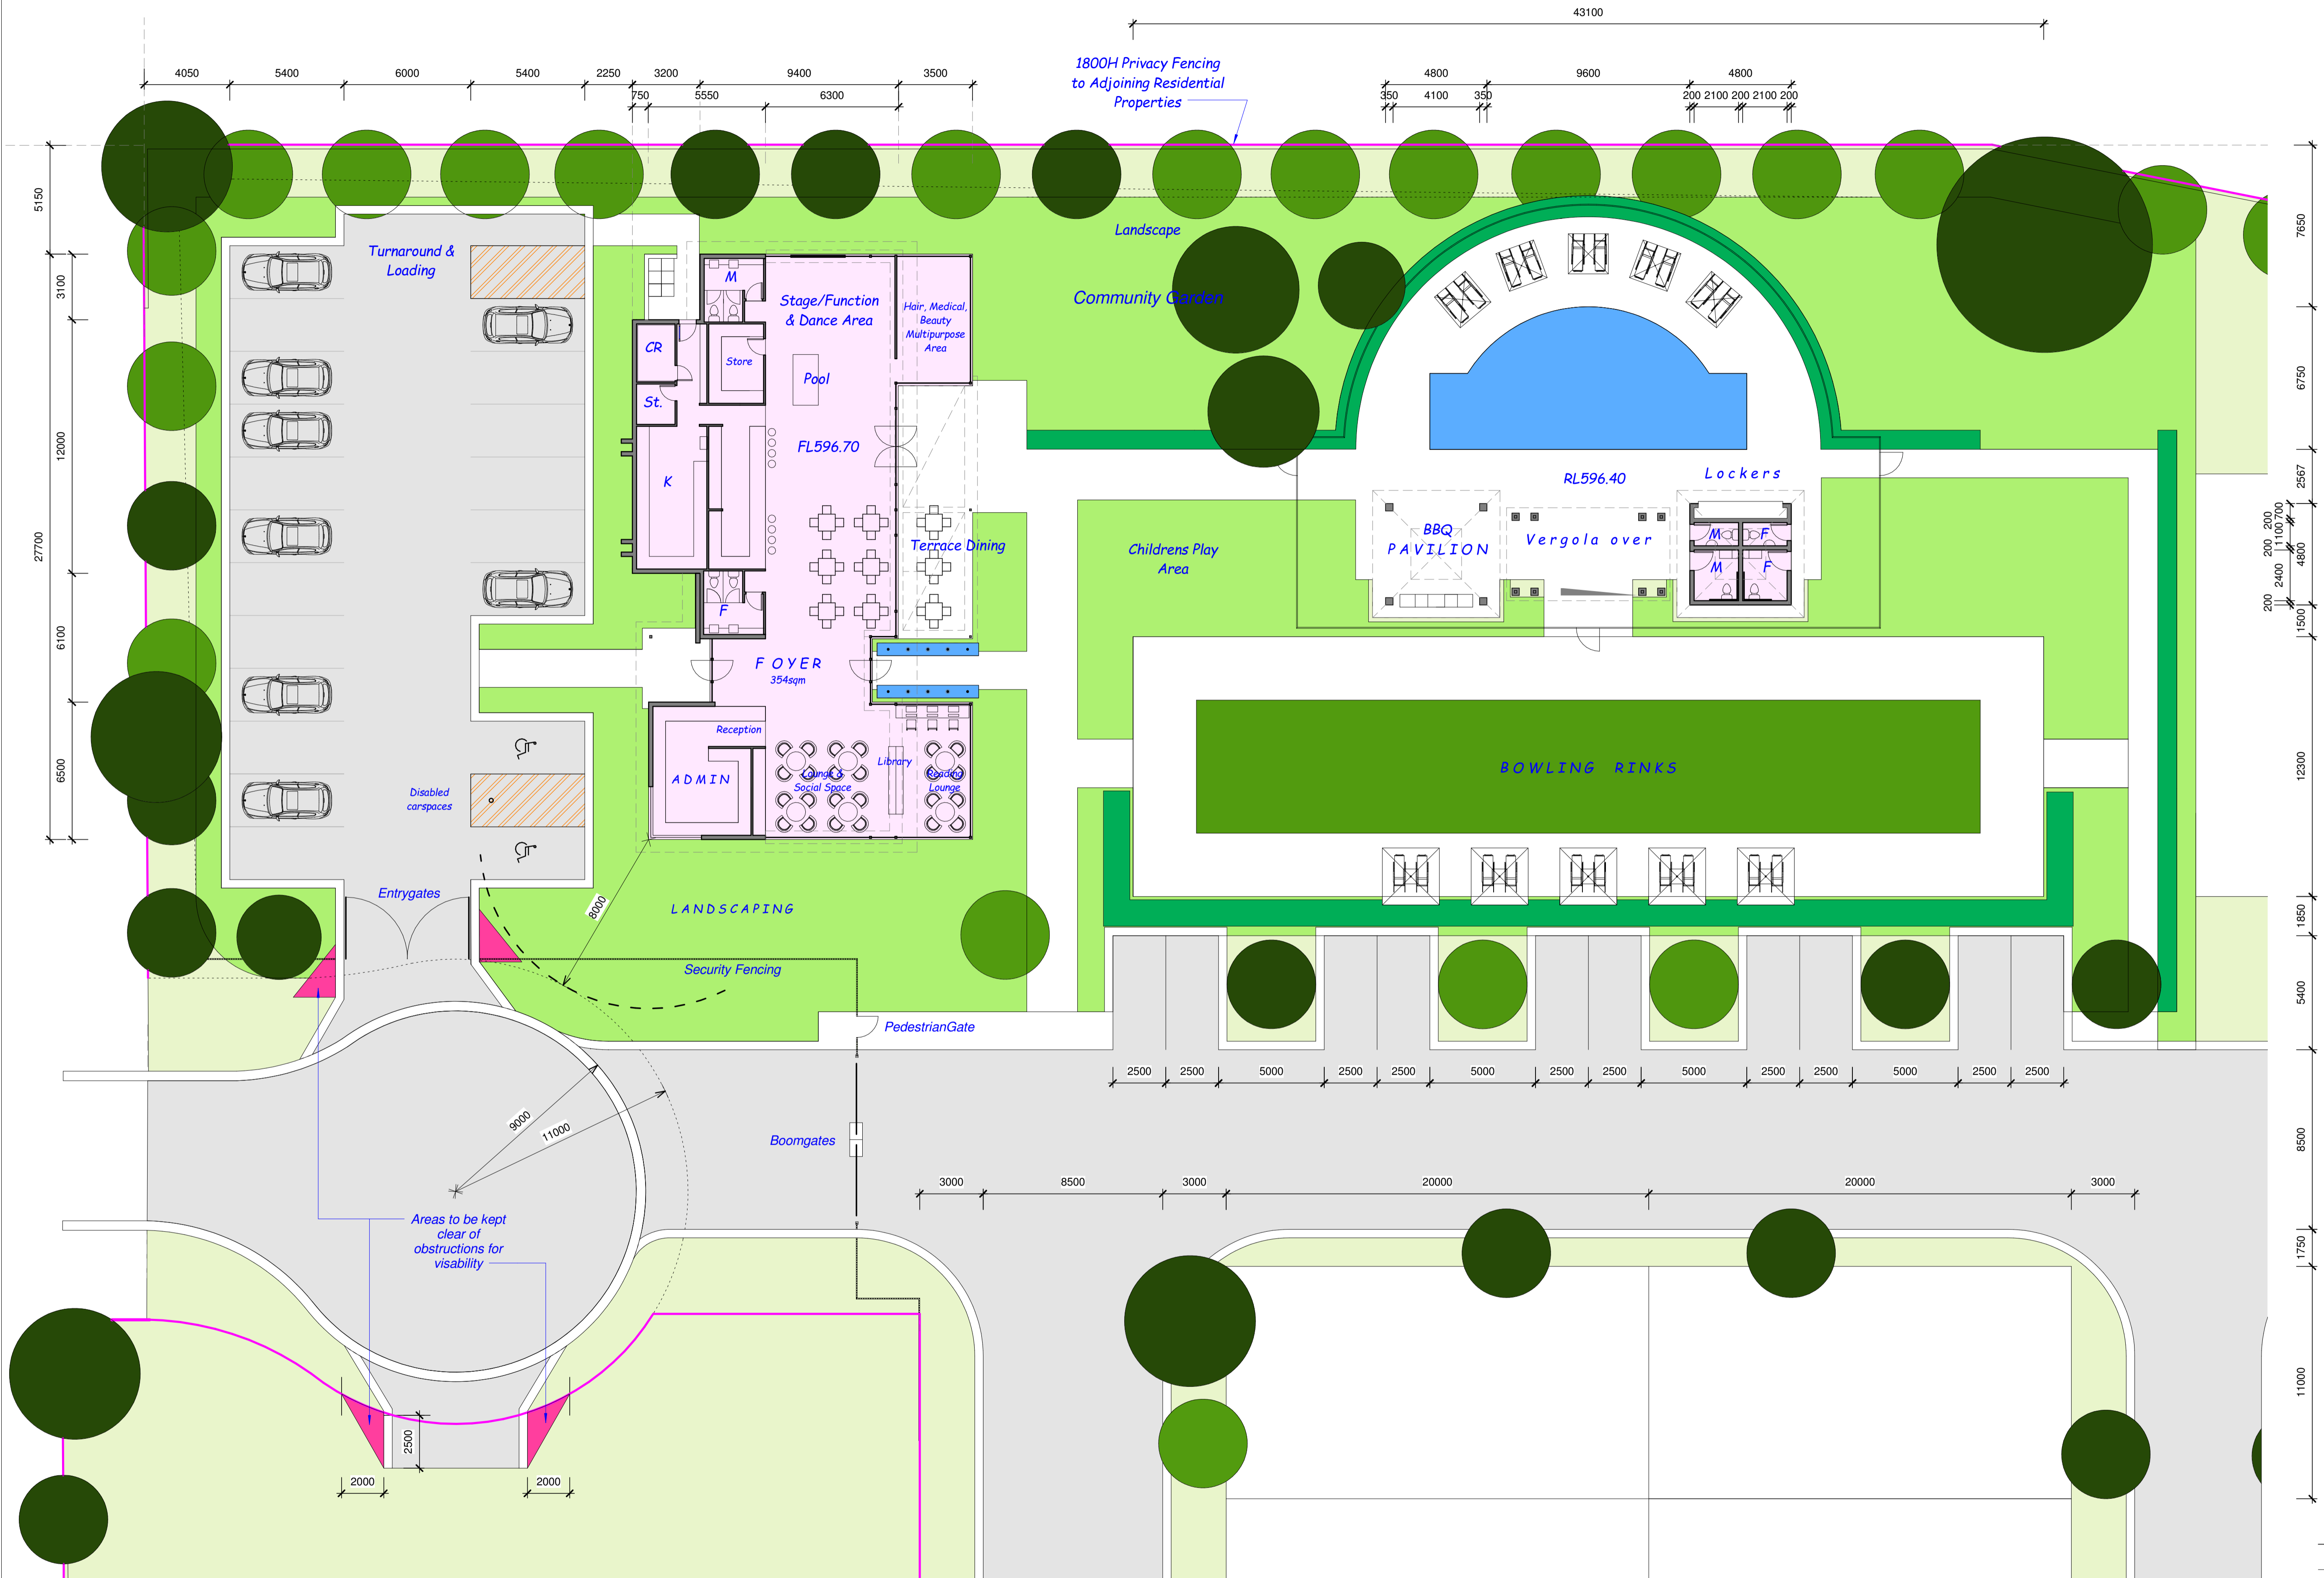 43100
1800H Privacy Fencing
to Adjoining Residential
Properties
4050
5400
6000
5400
2250
3200
9400
3500
750
5550
6300
4800
9600
4800
350
4100
350
200
2100
200
2100
200
5150
3100
12000
27700
6100
6500
Turnaround &
Loading
M
Stage/Function
& Dance Area
Hair, Medical,
Beauty
Multipurpose
Area
CR
Store
Pool
St.
FL596.70
K
Terrace Dining
F
FOYER
354sqm
Reception
ADMIN
Lounge &
Social Space
Library
Reading
Lounge
Disabled
carspaces
Landscape
Community Garden
Childrens Play
Area
RL596.40
Lockers
BBQ
PAVILION
Vergola over
M
F
M
F
BOWLING RINKS
7650
6750
2567
700
200
1100
200
4800
2400
200
1500
12300
1850
5400
8500
1750
11000
Entrygates
8000
LANDSCAPING
Security Fencing
PedestrianGate
2500
2500
5000
2500
2500
5000
2500
2500
5000
2500
2500
5000
2500
2500
9000
11000
Boomgates
3000
8500
3000
20000
20000
3000
Areas to be kept
clear of
obstructions for
visability
2500
2000
2000